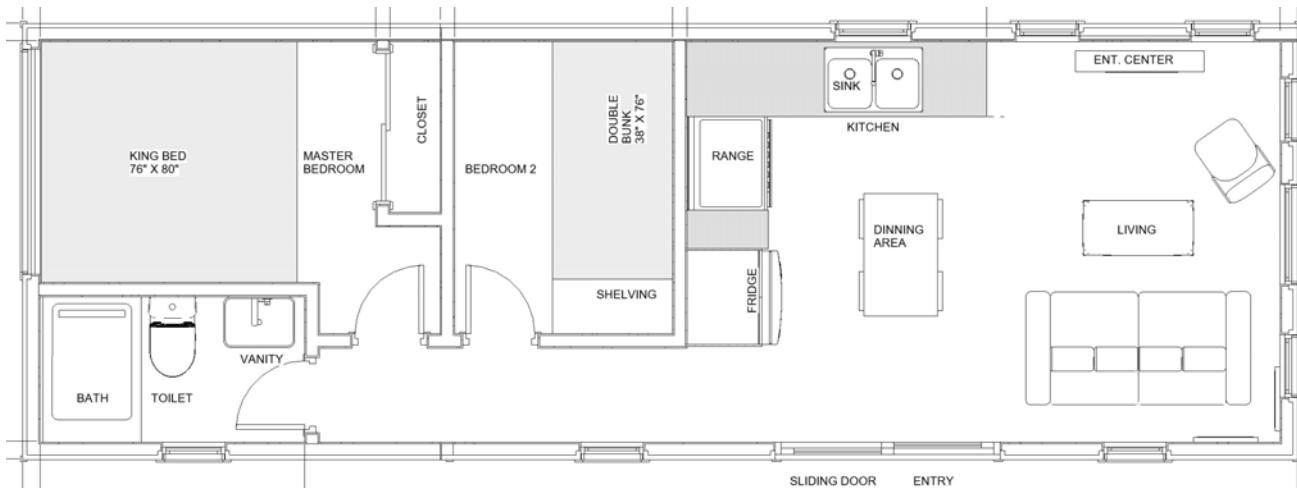 ENT. CENTER
SINK
KITCHEN
DOUBLE
BUNK
38" X 76"
CLOSET
KING BED
76" X 80"
MASTER
BEDROOM
BEDROOM 2
RANGE
DINNING
AREA
LIVING
FRIDGE
SHELVING
VANITY
BATH
TOILET
SLIDING DOOR
ENTRY